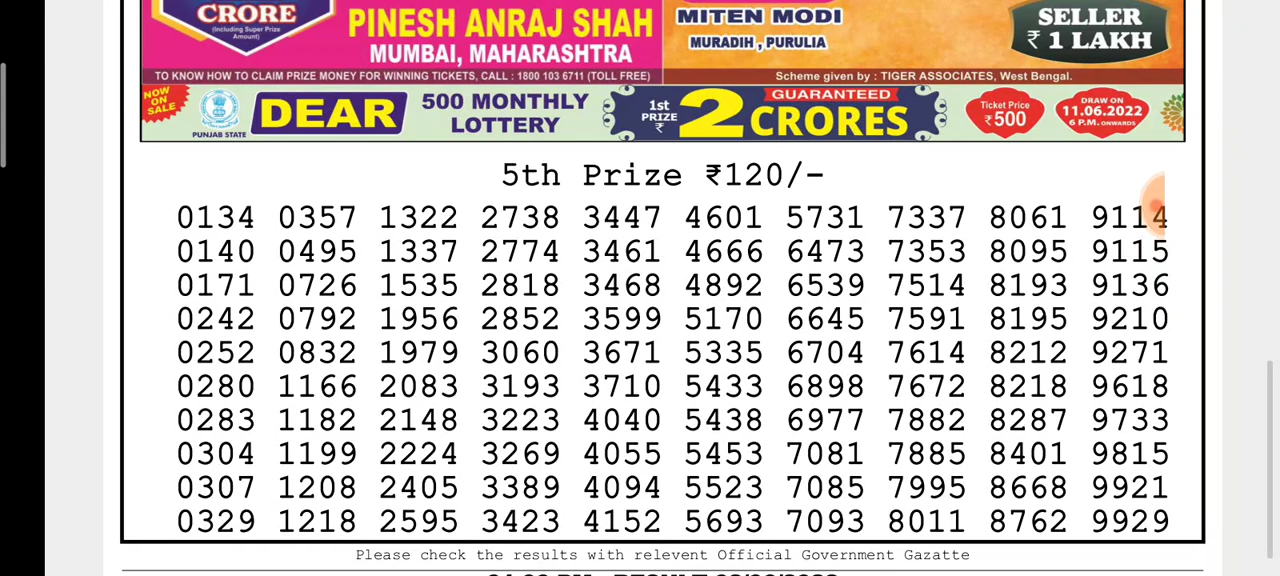 CRORE
(Including Super Prize
Amount)
PINESH ANRAJ SHAH
MUMBAI, MAHARASHTRA
MITEN MODI
MURADIH , PURULIA
SELLER
₹ 1 LAKH
TO KNOW HOW TO CLAIM PRIZE MONEY FOR WINNING TICKETS, CALL : 1800 103 6711 (TOLL FREE)
Scheme given by : TIGER ASSOCIATES, West Bengal.
NOW ON SALE
PUNJAB STATE
DEAR
500 MONTHLY
LOTTERY
1st
PRIZE
₹
2
GUARANTEED
CRORES
Ticket Price
₹500
DRAW ON
11.06.2022
6 P.M. ONWARDS
5th Prize ₹120/-
0134 0357 1322 2738 3447 4601 5731 7337 8061 9114
0140 0495 1337 2774 3461 4666 6473 7353 8095 9115
0171 0726 1535 2818 3468 4892 6539 7514 8193 9136
0242 0792 1956 2852 3599 5170 6645 7591 8195 9210
0252 0832 1979 3060 3671 5335 6704 7614 8212 9271
0280 1166 2083 3193 3710 5433 6898 7672 8218 9618
0283 1182 2148 3223 4040 5438 6977 7882 8287 9733
0304 1199 2224 3269 4055 5453 7081 7885 8401 9815
0307 1208 2405 3389 4094 5523 7085 7995 8668 9921
0329 1218 2595 3423 4152 5693 7093 8011 8762 9929
Please check the results with relevent Official Government Gazatte